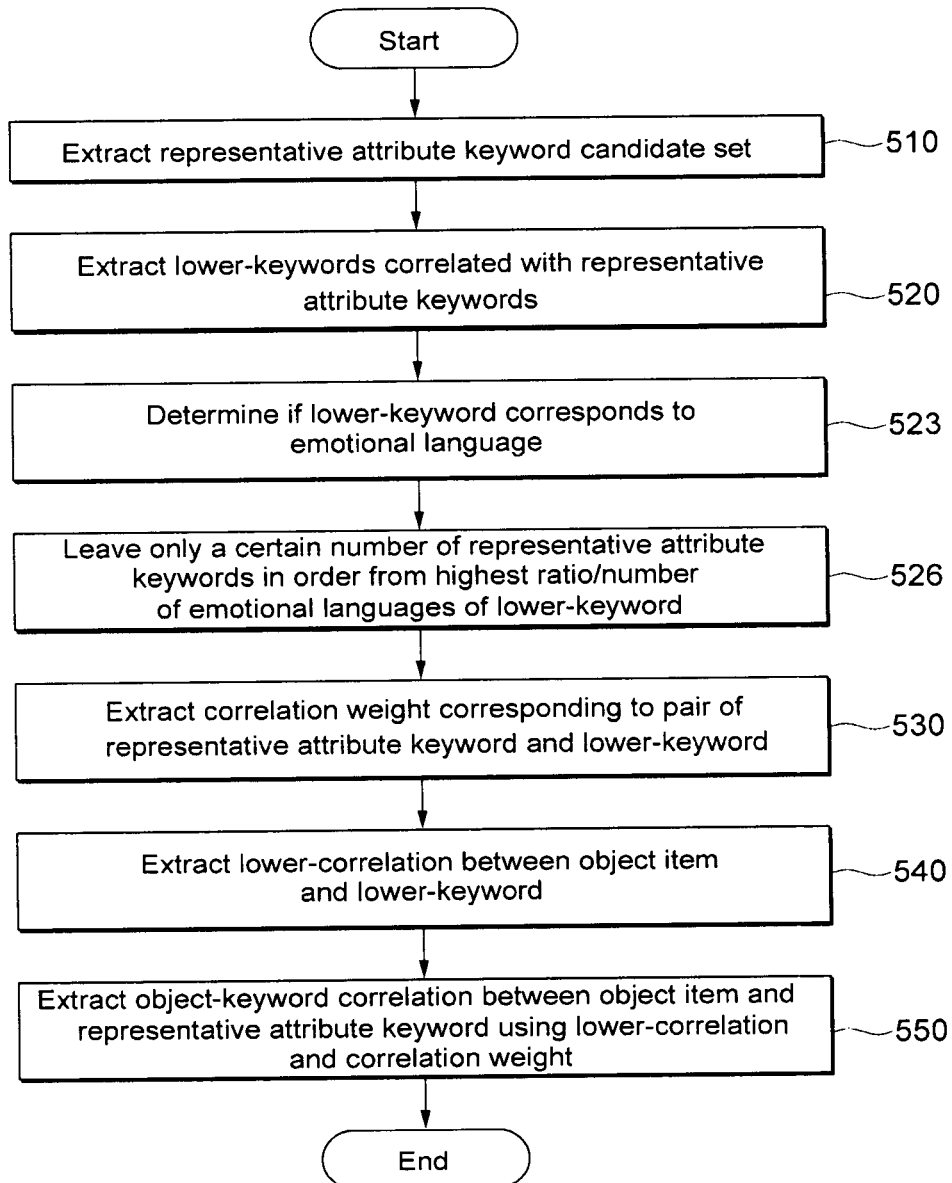 Start
Extract representative attribute keyword candidate set
510
Extract lower-keywords correlated with representative
attribute keywords
520
Determine if lower-keyword corresponds to
emotional language
523
Leave only a certain number of representative attribute
keywords in order from highest ratio/number
of emotional languages of lower-keyword
526
Extract correlation weight corresponding to pair of
representative attribute keyword and lower-keyword
530
Extract lower-correlation between object item
and lower-keyword
540
Extract object-keyword correlation between object item and
representative attribute keyword using lower-correlation
and correlation weight
550
End